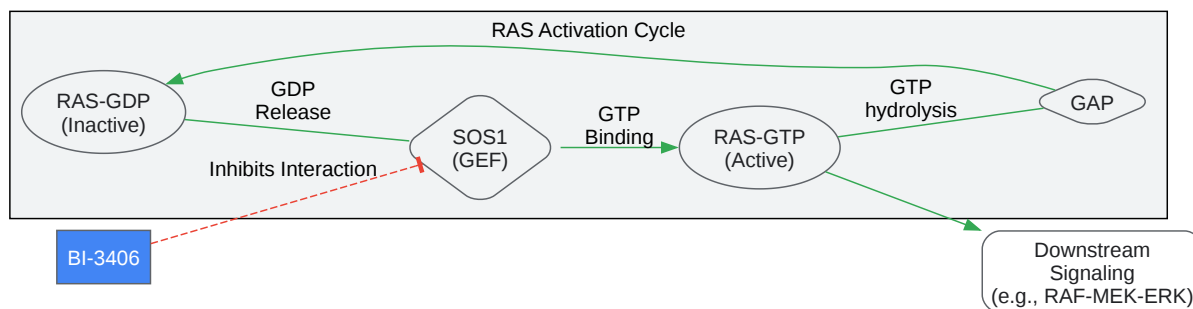 RAS Activation Cycle
RAS-GDP
(Inactive)
GDP
Release
SOS1
(GEF)
GTP
Binding
RAS-GTP
(Active)
GTP
hydrolysis
GAP
Inhibits Interaction
BI-3406
Downstream
Signaling
(e.g., RAF-MEK-ERK)